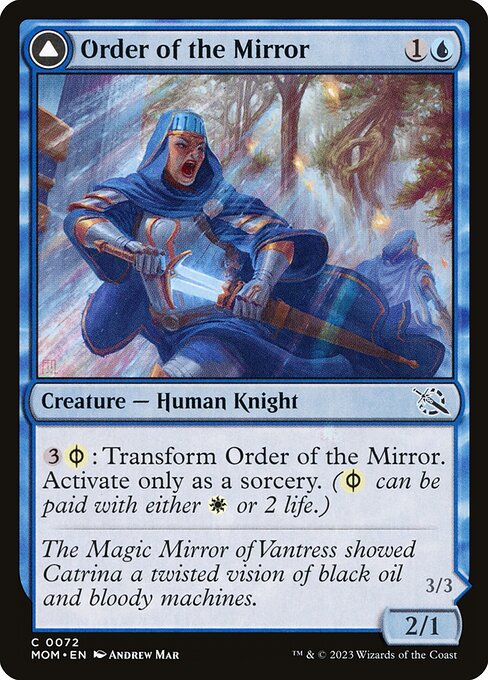 Order of the Mirror 1
Creature — Human Knight
3 : Transform Order of the Mirror.
Activate only as a sorcery. ( can be
paid with either or 2 life.)
The Magic Mirror of Vantress showed
Catrina a twisted vision of black oil
and bloody machines.
3/3
2/1
C 0072
MOM • EN Andrew Mar
™ & © 2023 Wizards of the Coast